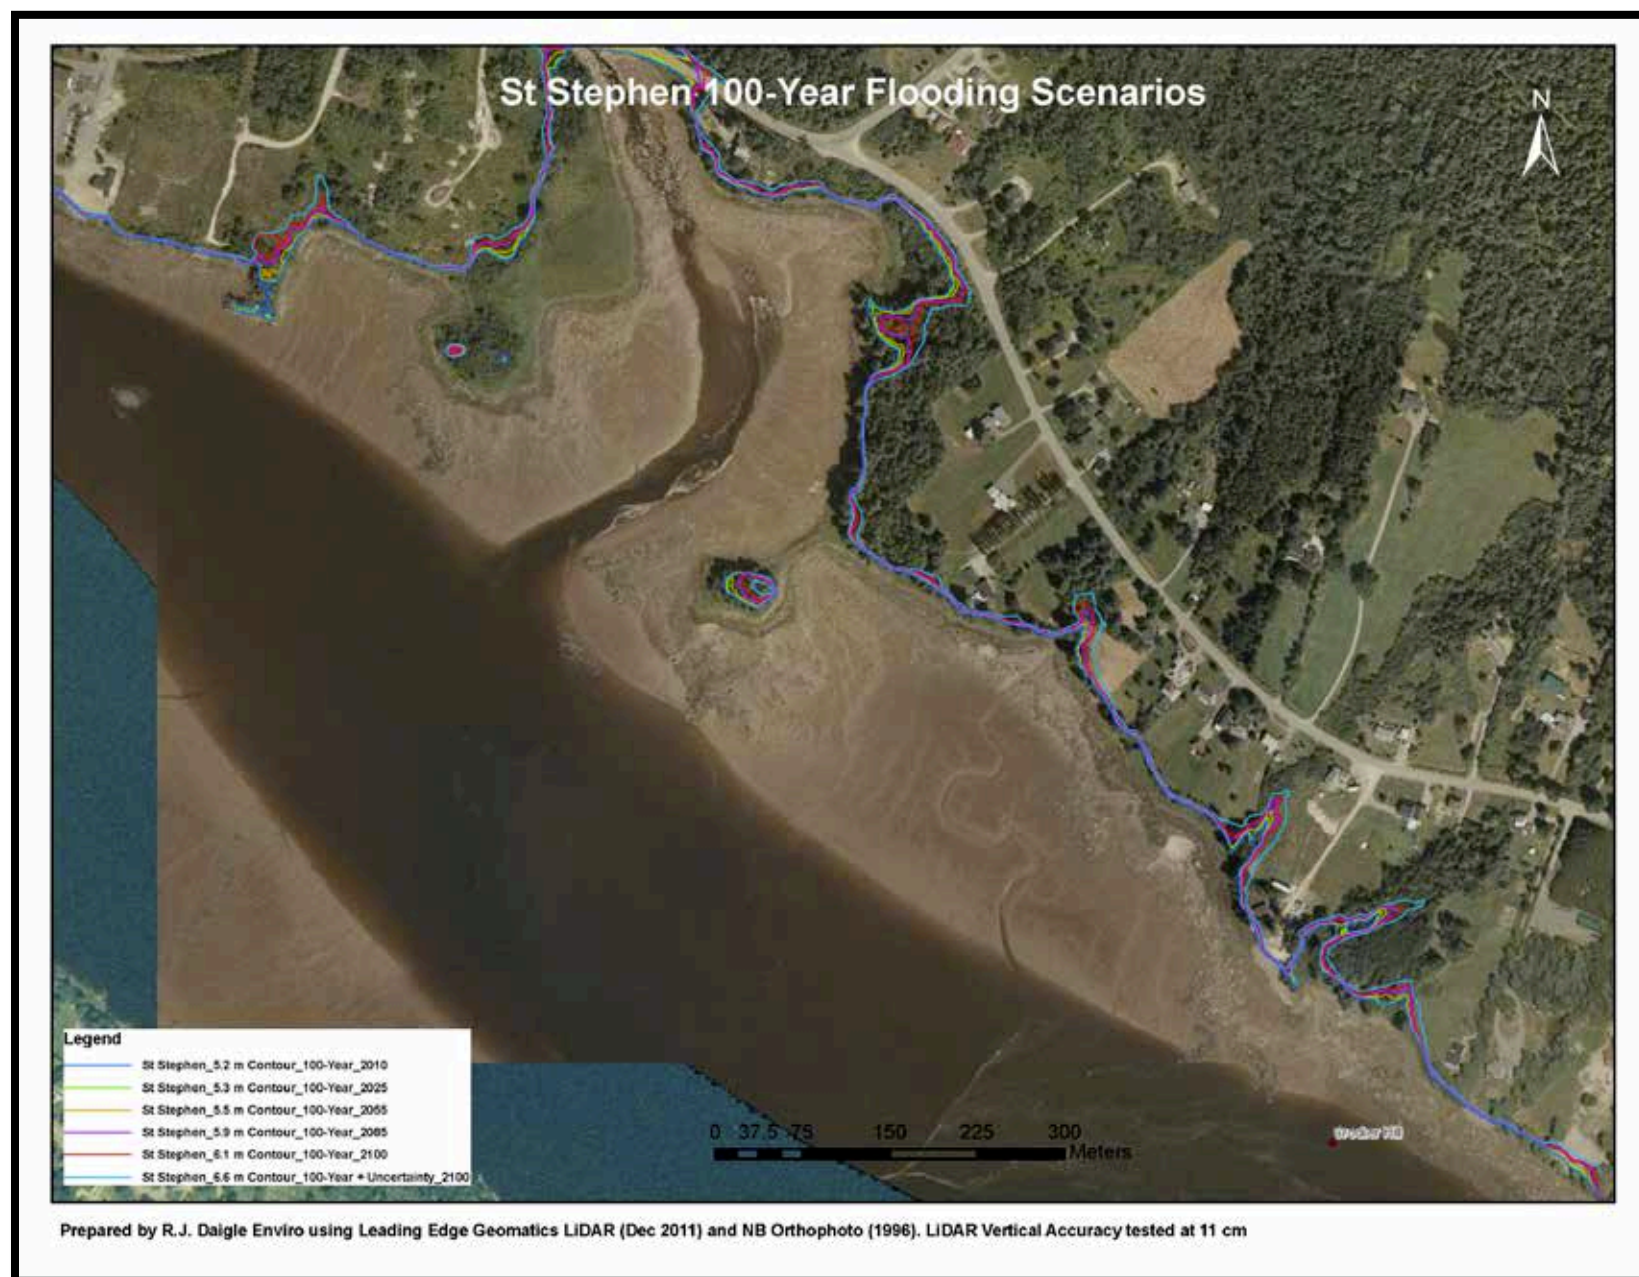 St Stephen 100-Year Flooding Scenarios
N
Legend
St Stephen_5.2 m Contour_100-Year_2010
St Stephen_5.3 m Contour_100-Year_2025
St Stephen_5.5 m Contour_100-Year_2055
St Stephen_5.9 m Contour_100-Year_2085
St Stephen_6.1 m Contour_100-Year_2100
St Stephen_6.6 m Contour_100-Year + Uncertainty_2100
0 37.5 75 150 225 300
Meters
Hill
Prepared by R.J. Daigle Enviro using Leading Edge Geomatics LiDAR (Dec 2011) and NB Orthophoto (1996). LiDAR Vertical Accuracy tested at 11 cm